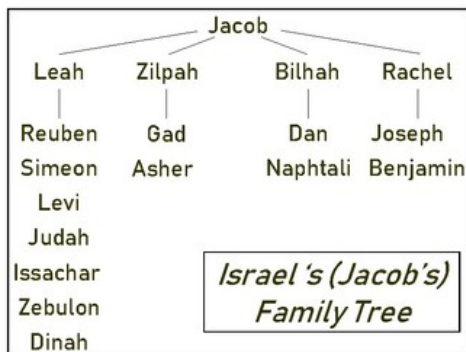 Jacob
Leah Zilpah Bilhah Rachel
Reuben Gad Dan Joseph
Simeon Asher Naphtali Benjamin
Levi
Judah
Issachar
Zebulon
Dinah
Israel 's (Jacob's)
Family Tree